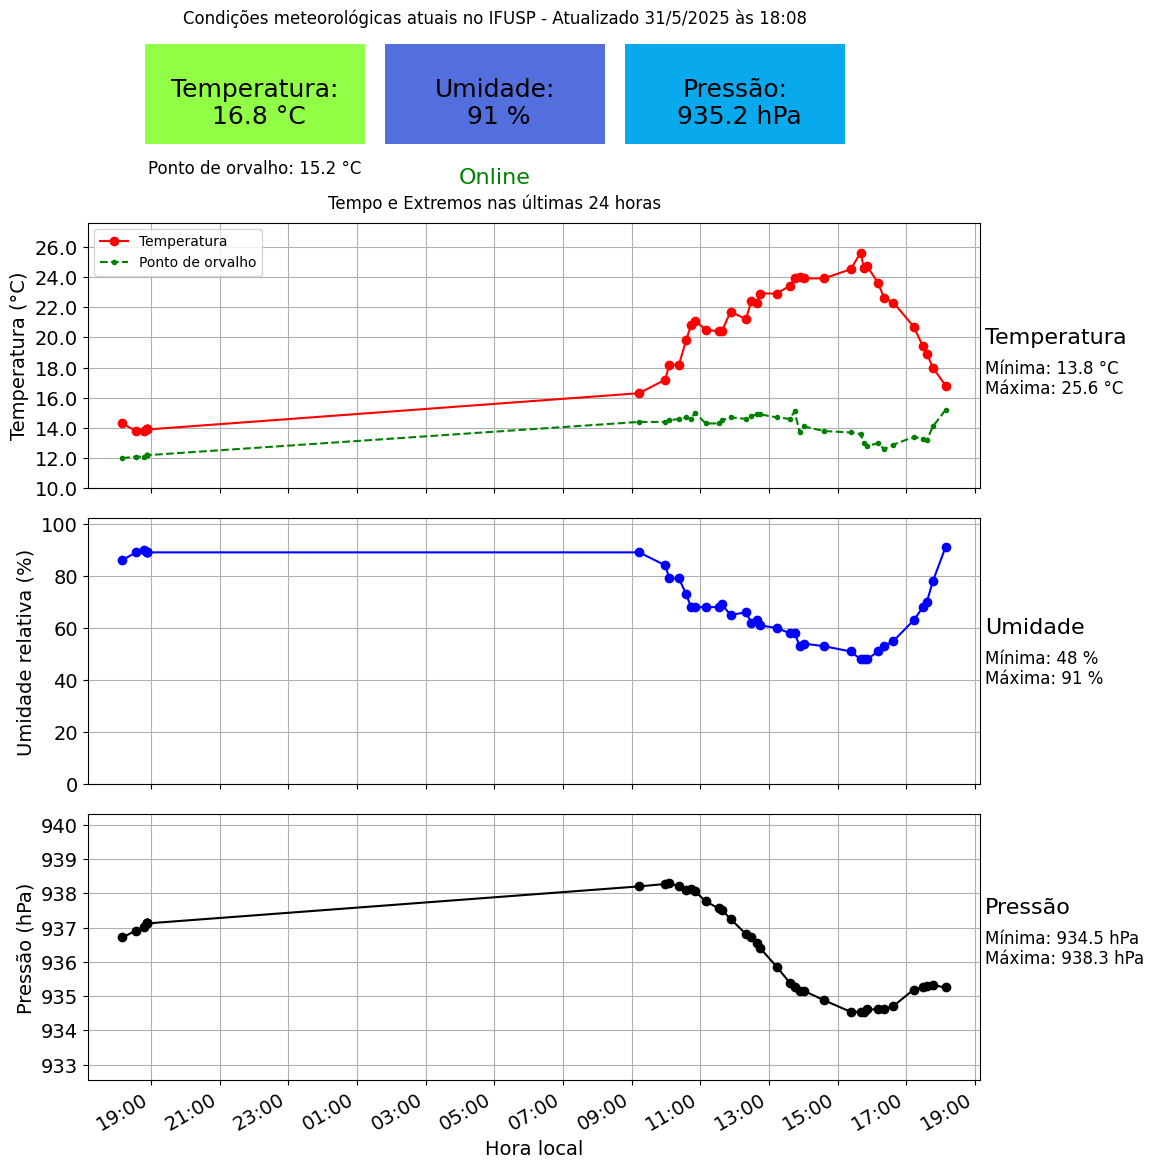 Condições meteorológicas atuais no IFUSP - Atualizado 31/5/2025 às 18:08
Temperatura:
16.8 °C
Umidade:
91 %
Pressão:
935.2 hPa
Ponto de orvalho: 15.2 °C
Online
Tempo e Extremos nas últimas 24 horas
Temperatura
Ponto de orvalho
Temperatura (°C)
26.0
24.0
22.0
20.0
18.0
16.0
14.0
12.0
10.0
Temperatura
Mínima: 13.8 °C
Máxima: 25.6 °C
Umidade relativa (%)
100
80
60
40
20
0
Umidade
Mínima: 48 %
Máxima: 91 %
Pressão (hPa)
940
939
938
937
936
935
934
933
Pressão
Mínima: 934.5 hPa
Máxima: 938.3 hPa
19:00 21:00 23:00 01:00 03:00 05:00 07:00 09:00 11:00 13:00 15:00 17:00 19:00
Hora local